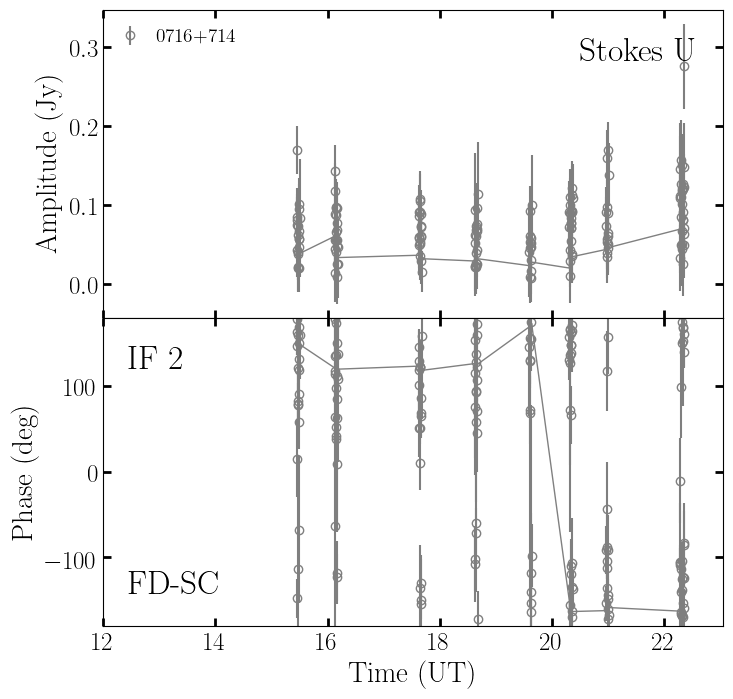 0716+714
Stokes U
0.3
0.2
0.1
0.0
Amplitude (Jy)
IF 2
100
0
−100
Phase (deg)
FD-SC
12 14 16 18 20 22
Time (UT)